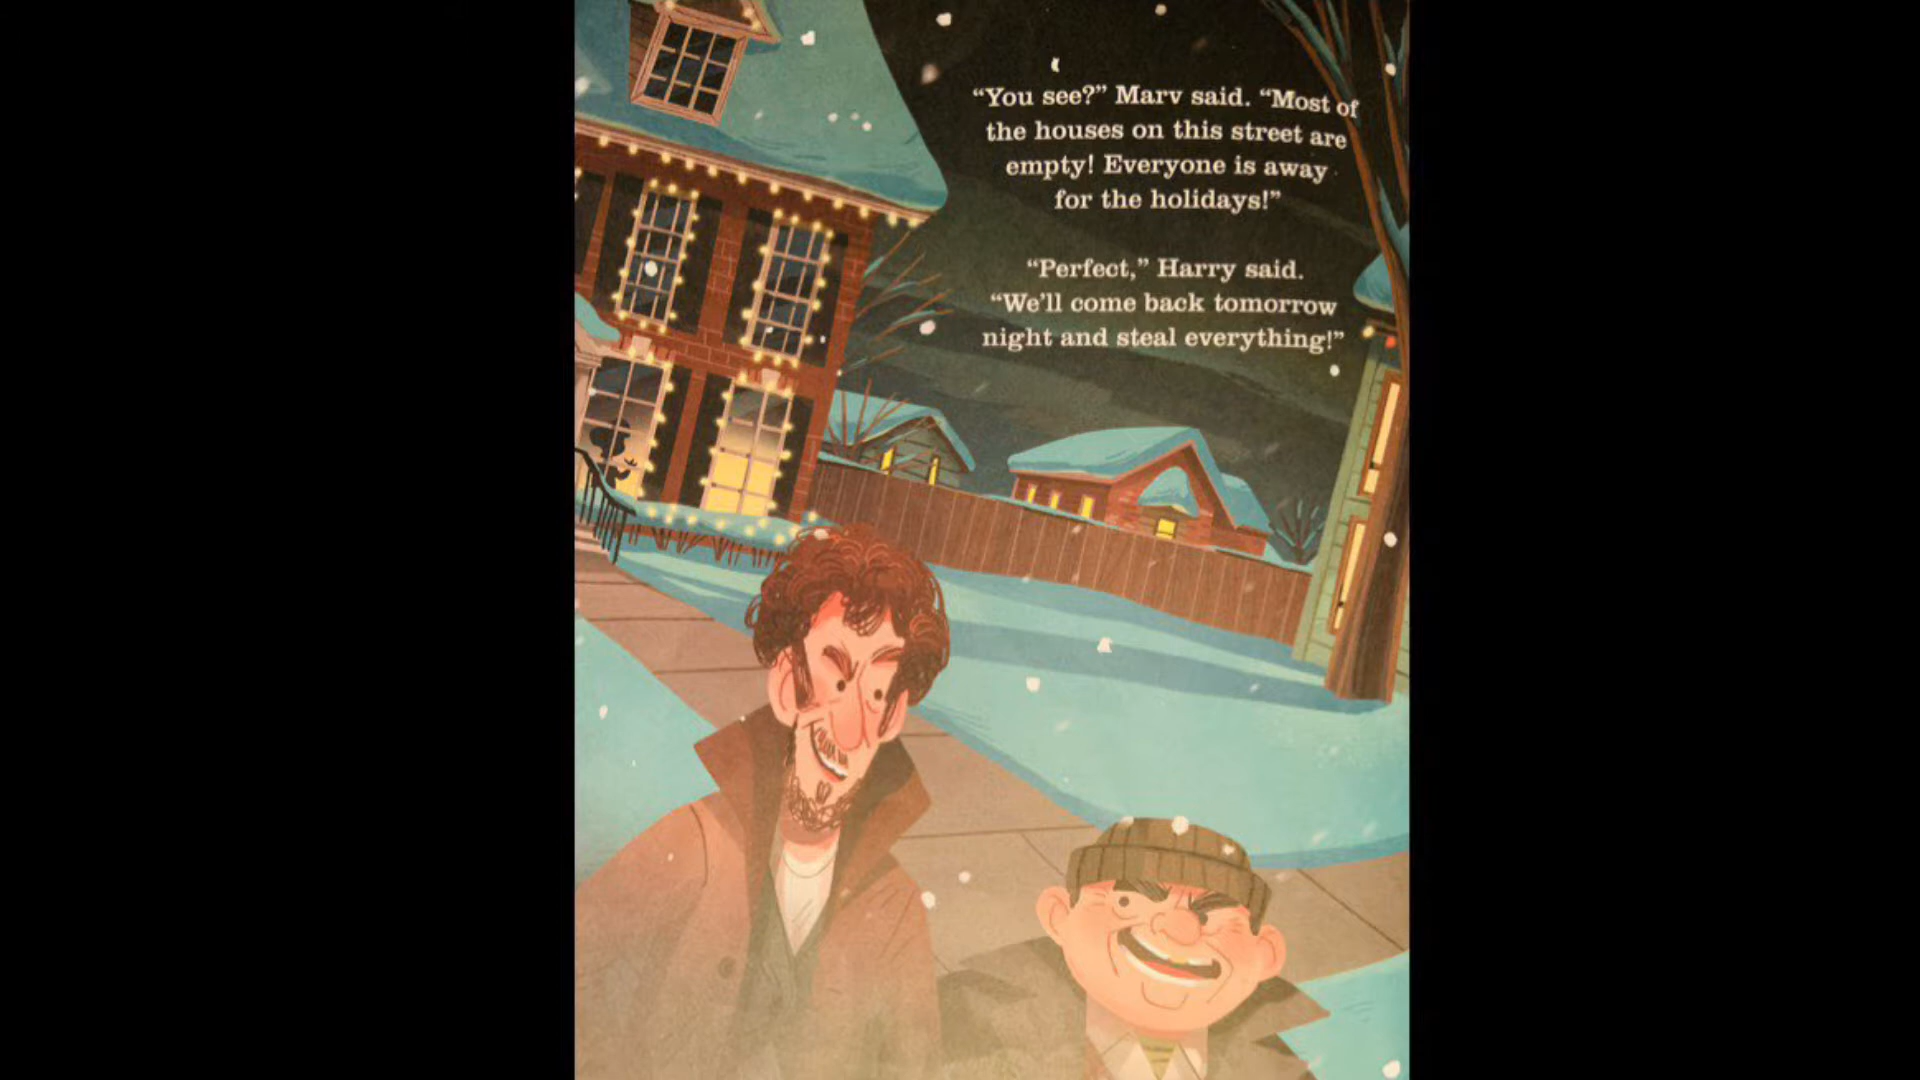 “You see?” Marv said. “Most of
the houses on this street are
empty! Everyone is away
for the holidays!”
“Perfect,” Harry said.
“We’ll come back tomorrow
night and steal everything!”